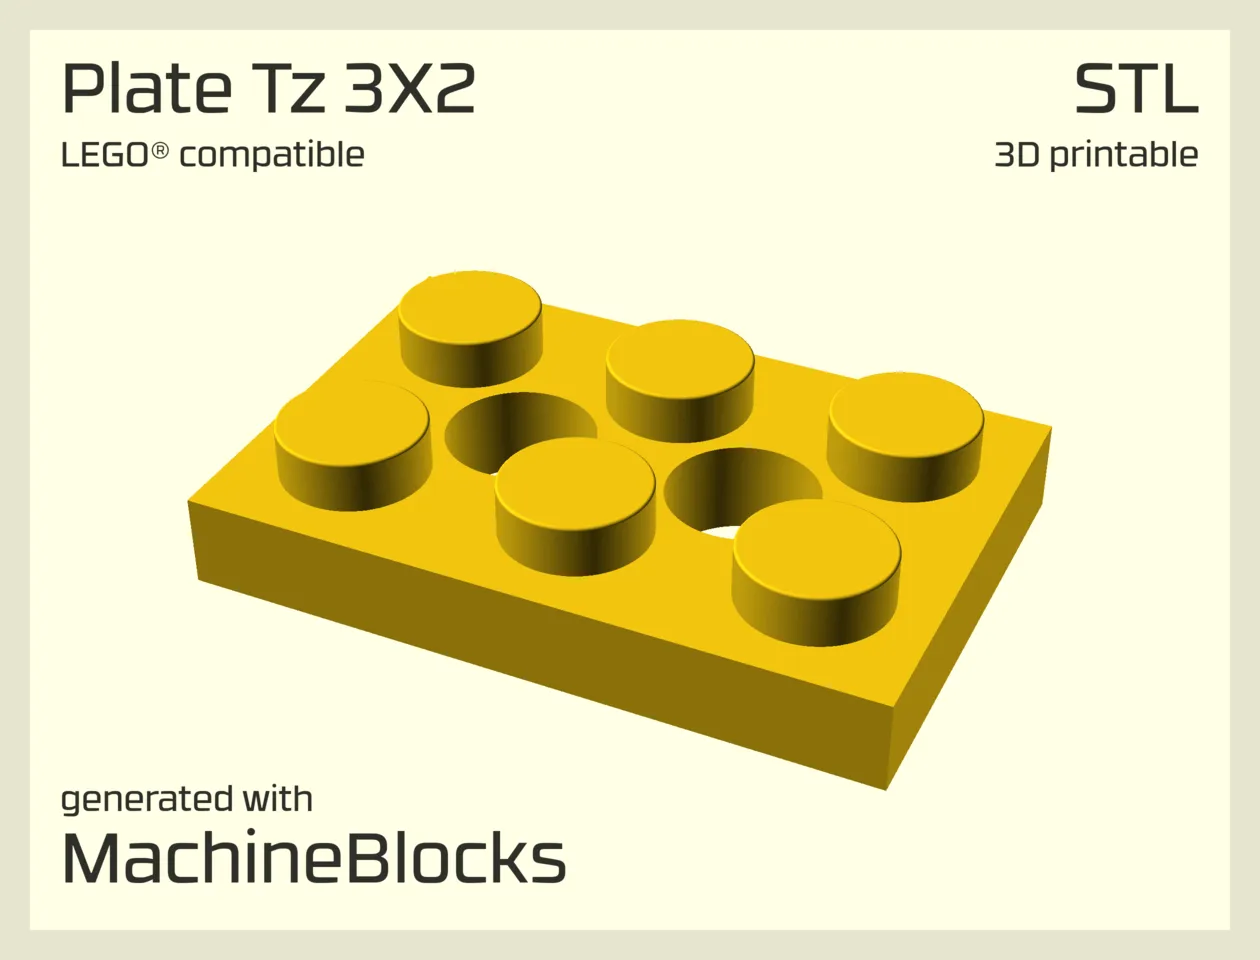 Plate Tz 3X2
LEGO® compatible
STL
3D printable
generated with
MachineBlocks